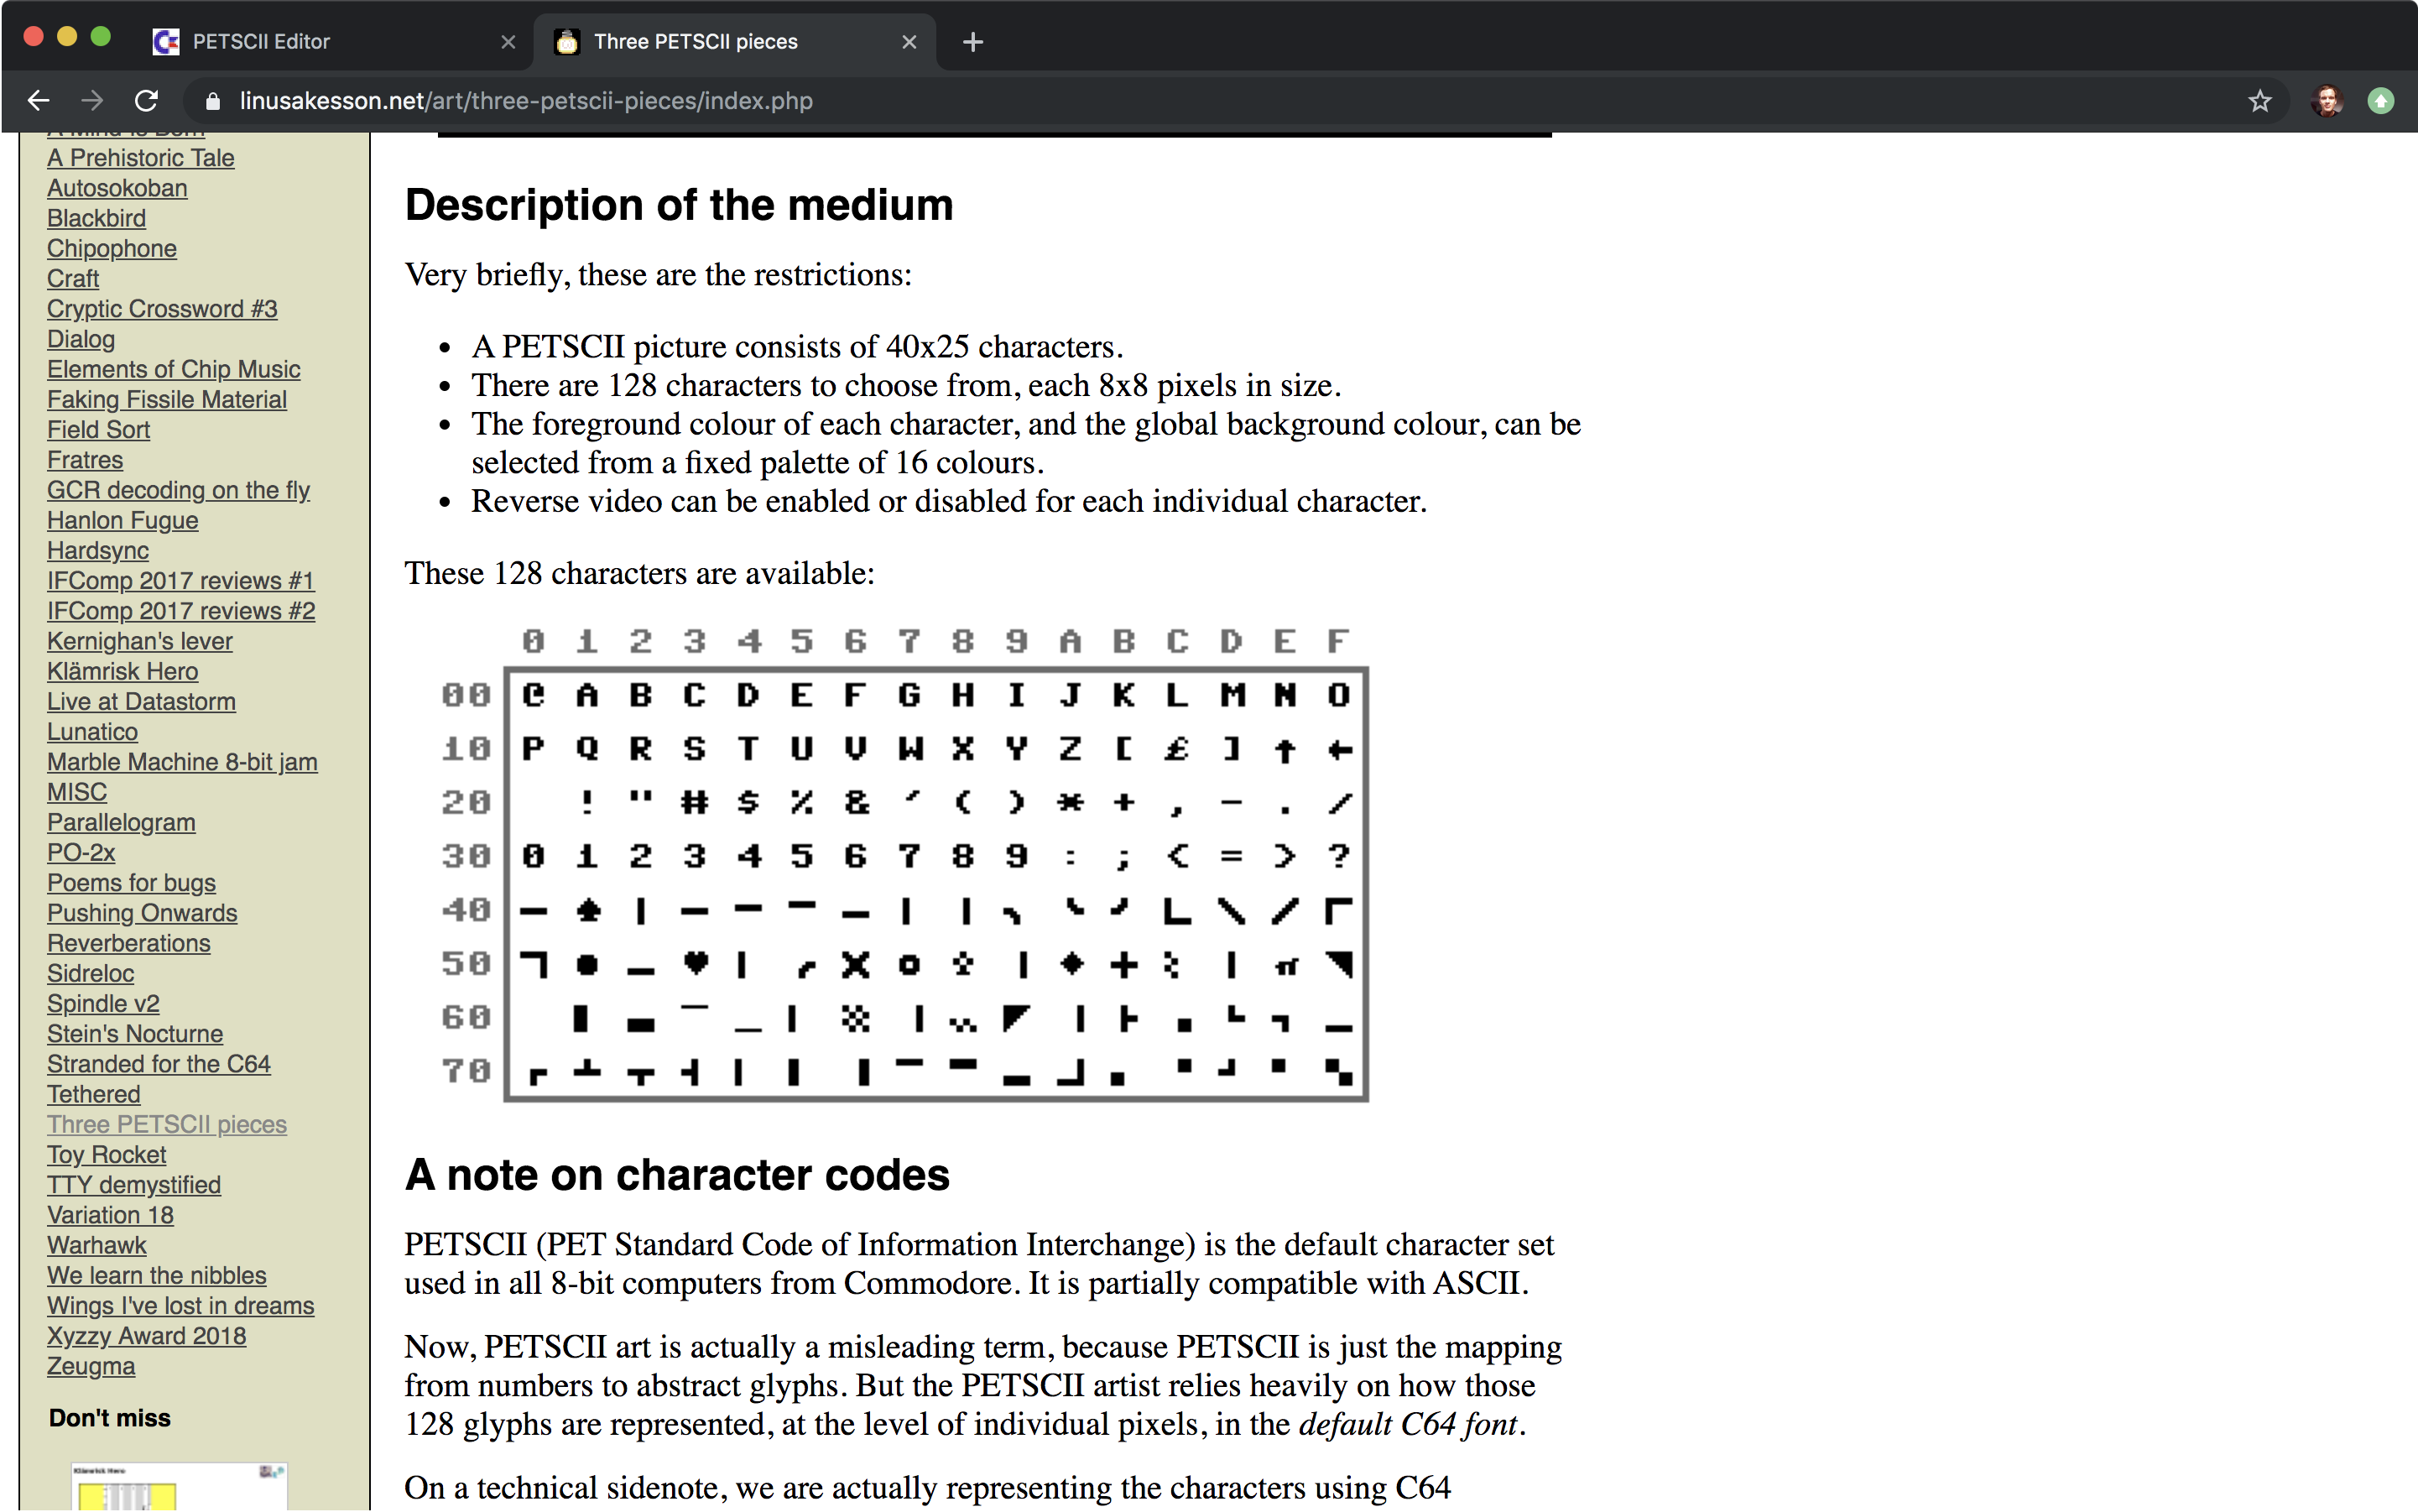 PETSCII Editor
Three PETSCII pieces
linusakesson.net/art/three-petscii-pieces/index.php
A Mind Is Born
A Prehistoric Tale
Autosokoban
Blackbird
Chipophone
Craft
Cryptic Crossword #3
Dialog
Elements of Chip Music
Faking Fissile Material
Field Sort
Fratres
GCR decoding on the fly
Hanlon Fugue
Hardsync
IFComp 2017 reviews #1
IFComp 2017 reviews #2
Kernighan's lever
Klämrisk Hero
Live at Datastorm
Lunatico
Marble Machine 8-bit jam
MISC
Parallelogram
PO-2x
Poems for bugs
Pushing Onwards
Reverberations
Sidreloc
Spindle v2
Stein's Nocturne
Stranded for the C64
Tethered
Three PETSCII pieces
Toy Rocket
TTY demystified
Variation 18
Warhawk
We learn the nibbles
Wings I've lost in dreams
Xyzzy Award 2018
Zeugma
Don't miss
Klämrisk Hero
Description of the medium
Very briefly, these are the restrictions:
• A PETSCII picture consists of 40x25 characters.
• There are 128 characters to choose from, each 8x8 pixels in size.
• The foreground colour of each character, and the global background colour, can be
selected from a fixed palette of 16 colours.
• Reverse video can be enabled or disabled for each individual character.
These 128 characters are available:
0 1 2 3 4 5 6 7 8 9 A B C D E F
00 @ A B C D E F G H I J K L M N O
10 P Q R S T U V W X Y Z [ £ ] ↑ ←
20 ! " # $ % & ´ ( ) * + , - . /
30 0 1 2 3 4 5 6 7 8 9 : ; < = > ?
40
50
60
70
A note on character codes
PETSCII (PET Standard Code of Information Interchange) is the default character set
used in all 8-bit computers from Commodore. It is partially compatible with ASCII.
Now, PETSCII art is actually a misleading term, because PETSCII is just the mapping
from numbers to abstract glyphs. But the PETSCII artist relies heavily on how those
128 glyphs are represented, at the level of individual pixels, in the default C64 font.
On a technical sidenote, we are actually representing the characters using C64